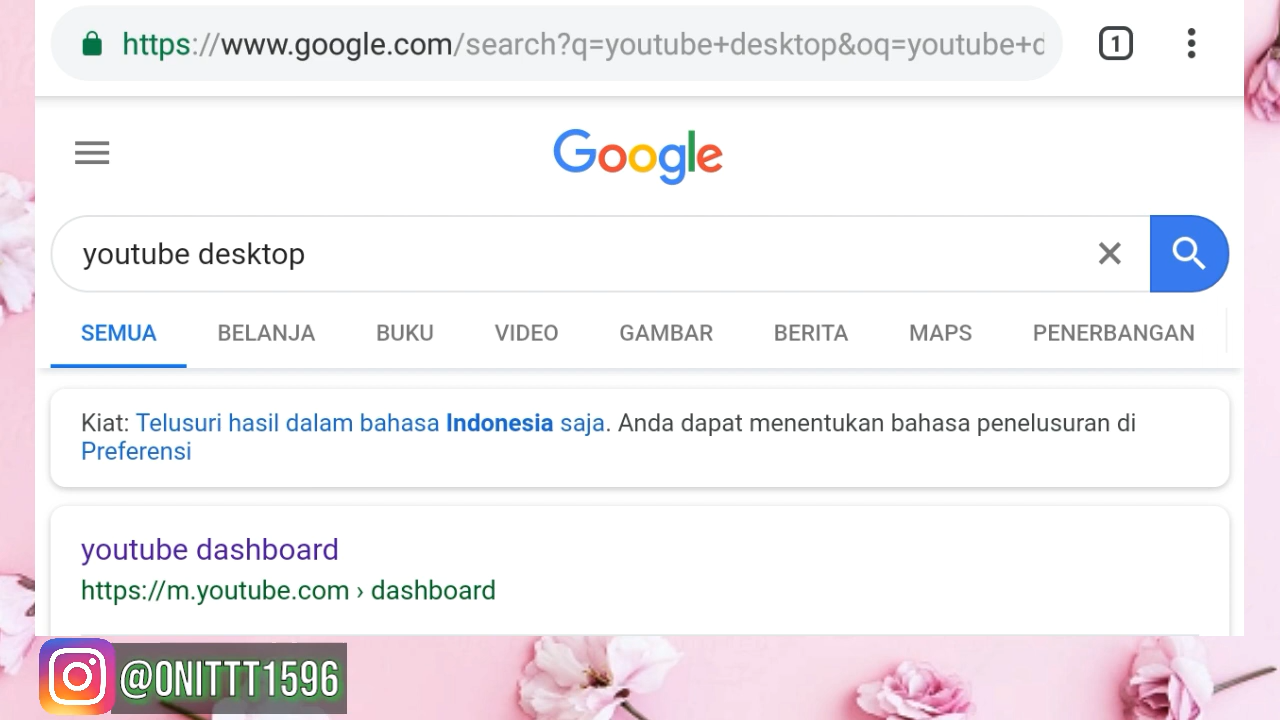 https://www.google.com/search?q=youtube+desktop&oq=youtube+d
1
Google
youtube desktop
SEMUA BELANJA BUKU VIDEO GAMBAR BERITA MAPS PENERBANGAN
Kiat: Telusuri hasil dalam bahasa Indonesia saja. Anda dapat menentukan bahasa penelusuran di
Preferensi
youtube dashboard
https://m.youtube.com › dashboard
@ONITTT1596